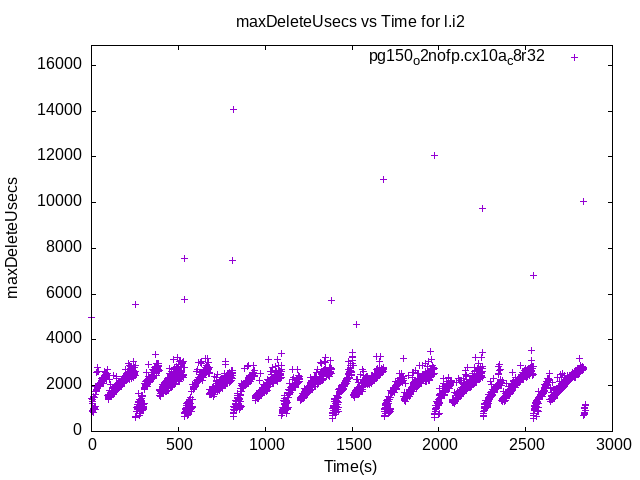 maxDeleteUsecs vs Time for l.i2
pg150o2nofp.cx10ac8r32
16000
14000
12000
10000
8000
6000
4000
2000
0
maxDeleteUsecs
0 500 1000 1500 2000 2500 3000
Time(s)